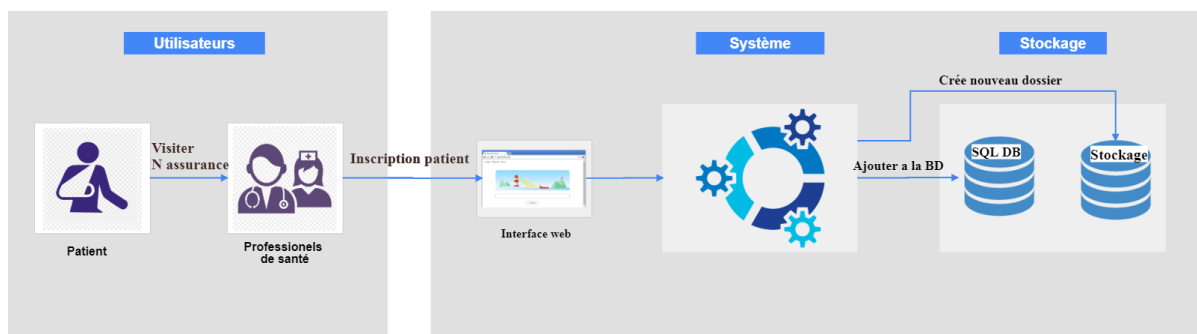 Utilisateurs
Système
Stockage
Crée nouveau dossier
Visiter
N assurance
Inscription patient
Ajouter a la BD
SQL DB
Stockage
Patient
Professionels
de santé
Interface web